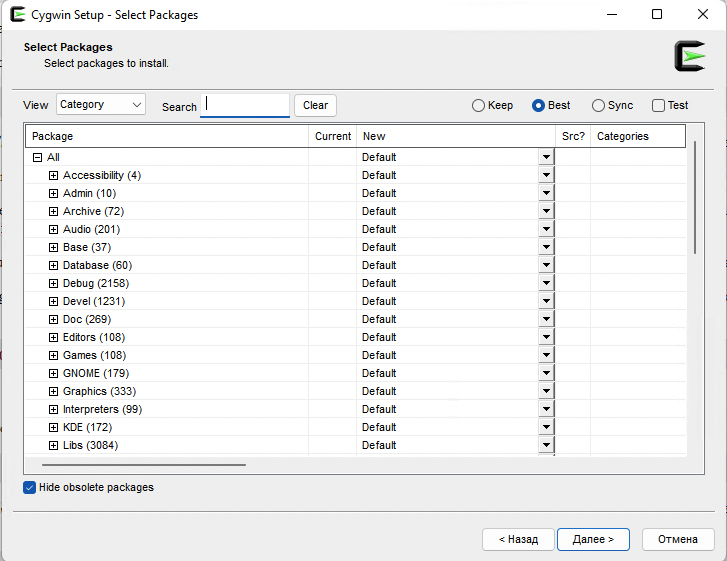 Cygwin Setup - Select Packages
Select Packages
Select packages to install.
View Category Search Clear Keep Best Sync Test
Package Current New Src? Categories
All Default
Accessibility (4) Default
Admin (10) Default
Archive (72) Default
Audio (201) Default
Base (37) Default
Database (60) Default
Debug (2158) Default
Devel (1231) Default
Doc (269) Default
Editors (108) Default
Games (108) Default
GNOME (179) Default
Graphics (333) Default
Interpreters (99) Default
KDE (172) Default
Libs (3084) Default
Hide obsolete packages
< Назад Далее > Отмена